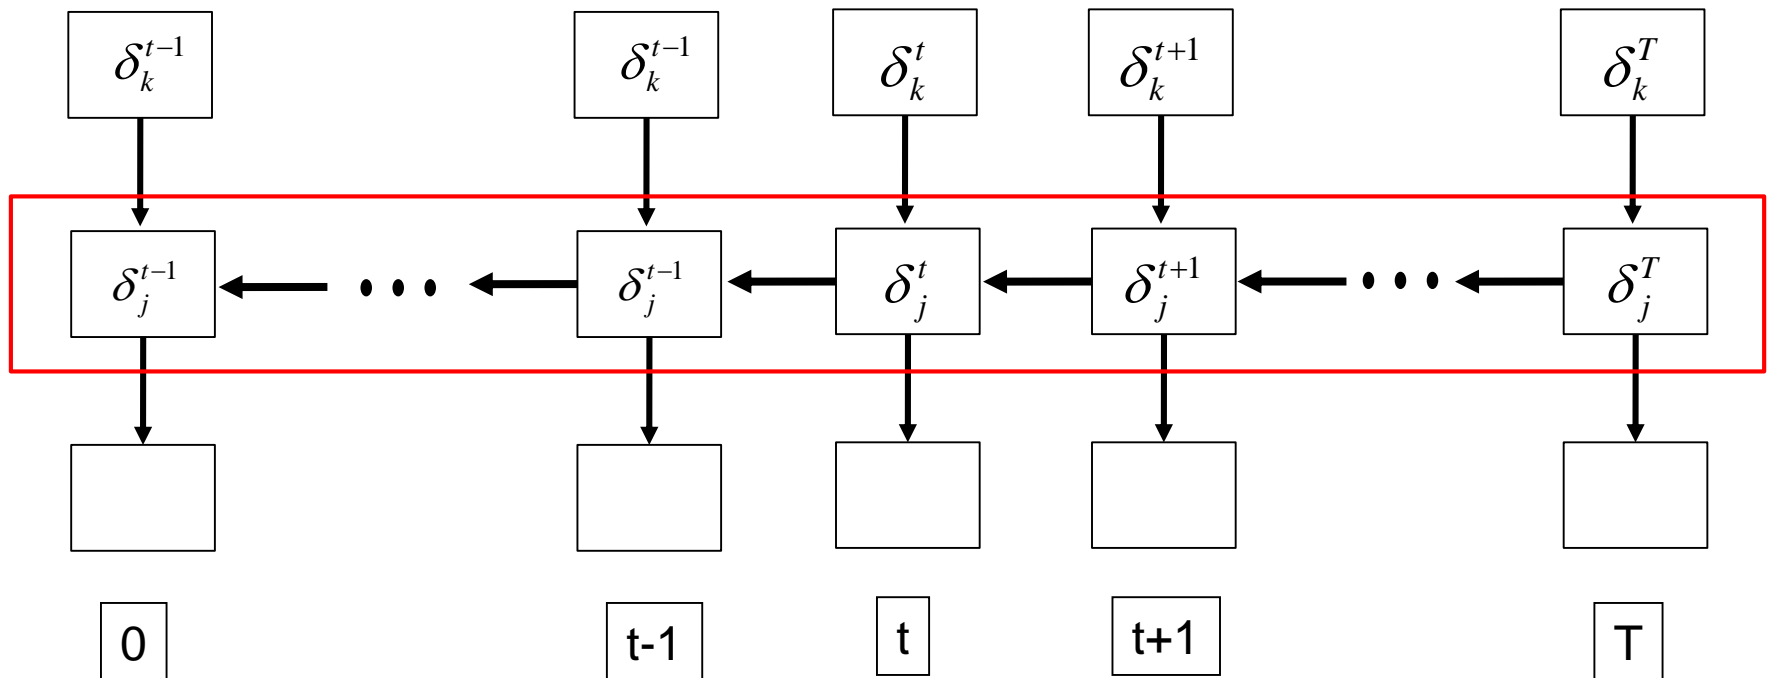 δ_k^{t−1} δ_k^{t−1} δ_k^t δ_k^{t+1} δ_k^T
δ_j^{t−1} • • • δ_j^{t−1} δ_j^t δ_j^{t+1} • • • δ_j^T
0 t-1 t t+1 T